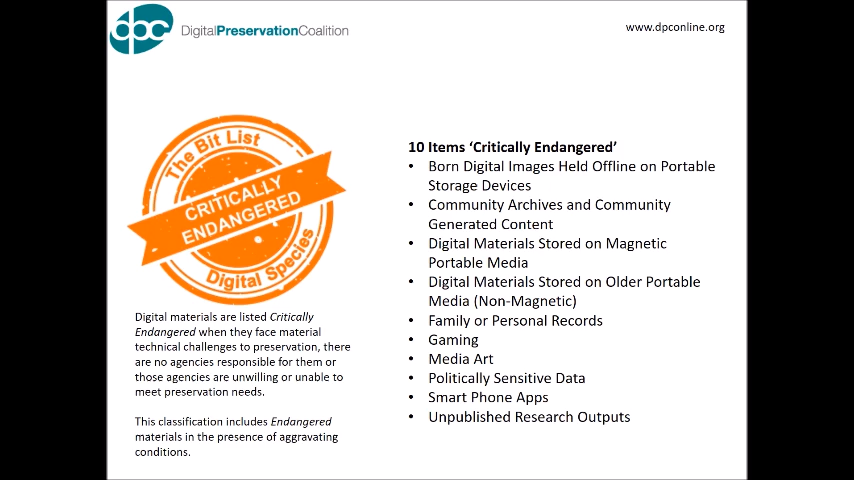 dpc DigitalPreservationCoalition
www.dpconline.org
The Bit List
CRITICALLY
ENDANGERED
Digital Species
Digital materials are listed Critically
Endangered when they face material
technical challenges to preservation, there
are no agencies responsible for them or
those agencies are unwilling or unable to
meet preservation needs.
This classification includes Endangered
materials in the presence of aggravating
conditions.
10 Items ‘Critically Endangered’
• Born Digital Images Held Offline on Portable
Storage Devices
• Community Archives and Community
Generated Content
• Digital Materials Stored on Magnetic
Portable Media
• Digital Materials Stored on Older Portable
Media (Non-Magnetic)
• Family or Personal Records
• Gaming
• Media Art
• Politically Sensitive Data
• Smart Phone Apps
• Unpublished Research Outputs